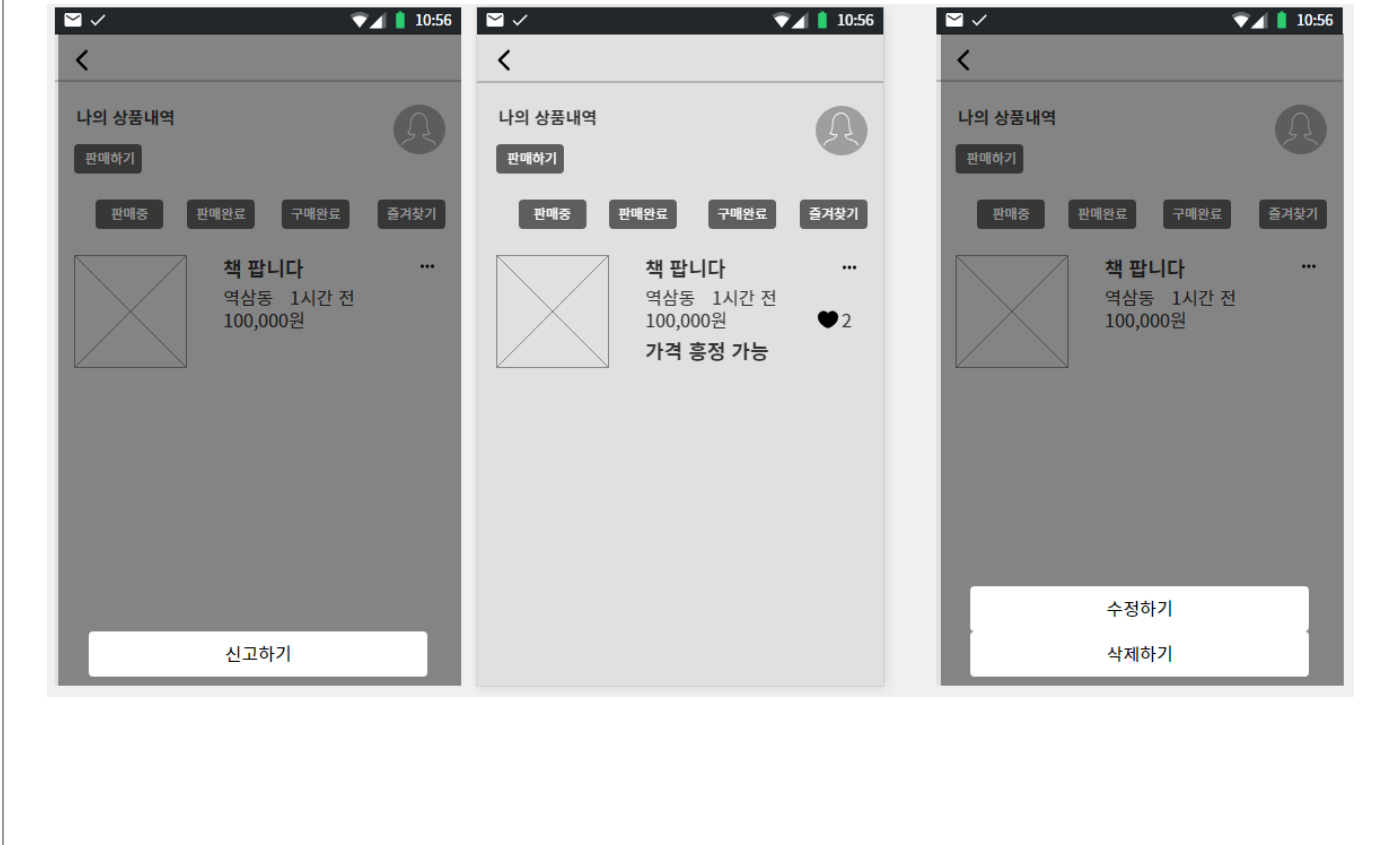 10:56
나의 상품내역
판매하기
판매중 판매완료 구매완료 즐겨찾기
책 팝니다 ...
역삼동 1시간 전
100,000원
신고하기
10:56
나의 상품내역
판매하기
판매중 판매완료 구매완료 즐겨찾기
책 팝니다 ...
역삼동 1시간 전
100,000원 2
가격 흥정 가능
10:56
나의 상품내역
판매하기
판매중 판매완료 구매완료 즐겨찾기
책 팝니다 ...
역삼동 1시간 전
100,000원
수정하기
삭제하기